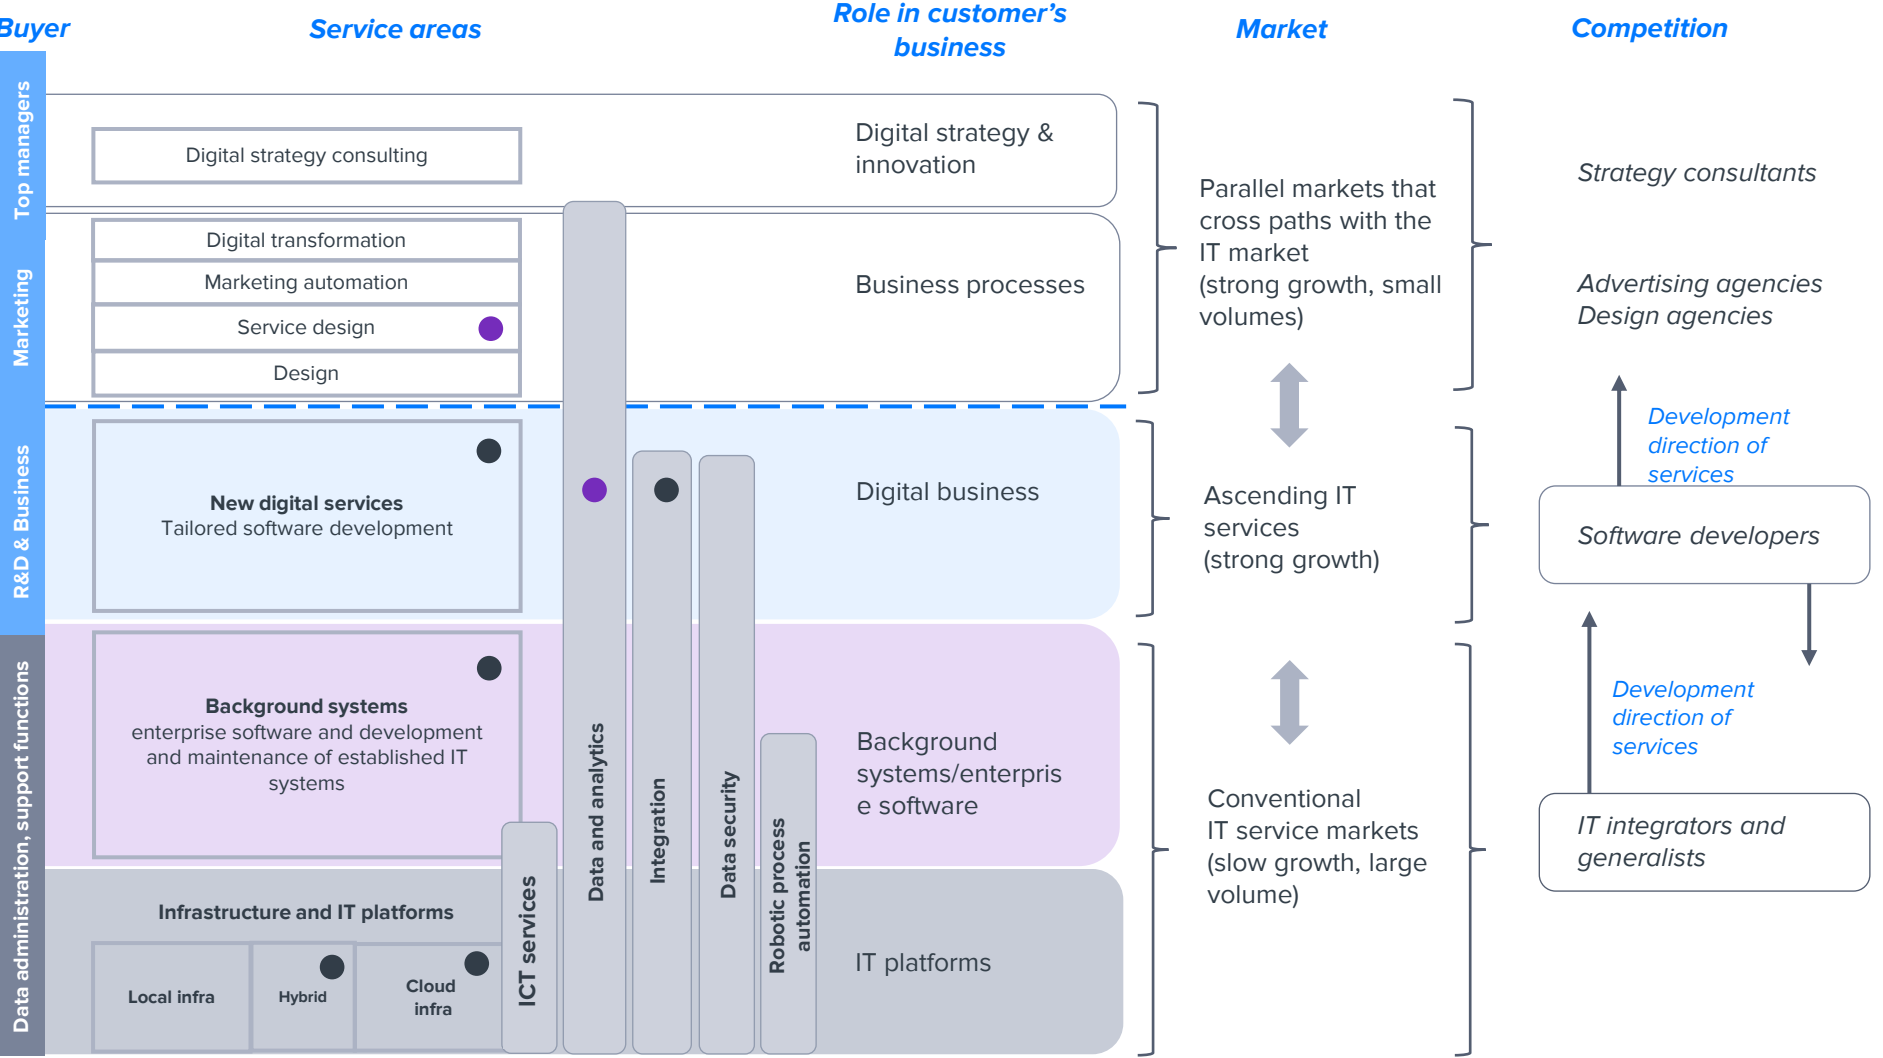 Buyer
Service areas
Role in customer's
business
Market
Competition
Top managers
Marketing
R&D & Business
Data administration, support functions
Digital strategy consulting
Digital transformation
Marketing automation
Service design
Design
New digital services
Tailored software development
Background systems
enterprise software and development
and maintenance of established IT
systems
Infrastructure and IT platforms
Local infra
Hybrid
Cloud
infra
ICT services
Data and analytics
Integration
Data security
Robotic process
automation
Digital strategy &
innovation
Business processes
Digital business
Background
systems/enterpris
e software
IT platforms
Parallel markets that
cross paths with the
IT market
(strong growth, small
volumes)
Ascending IT
services
(strong growth)
Conventional
IT service markets
(slow growth, large
volume)
Strategy consultants
Advertising agencies
Design agencies
Development
direction of
services
Software developers
Development
direction of
services
IT integrators and
generalists